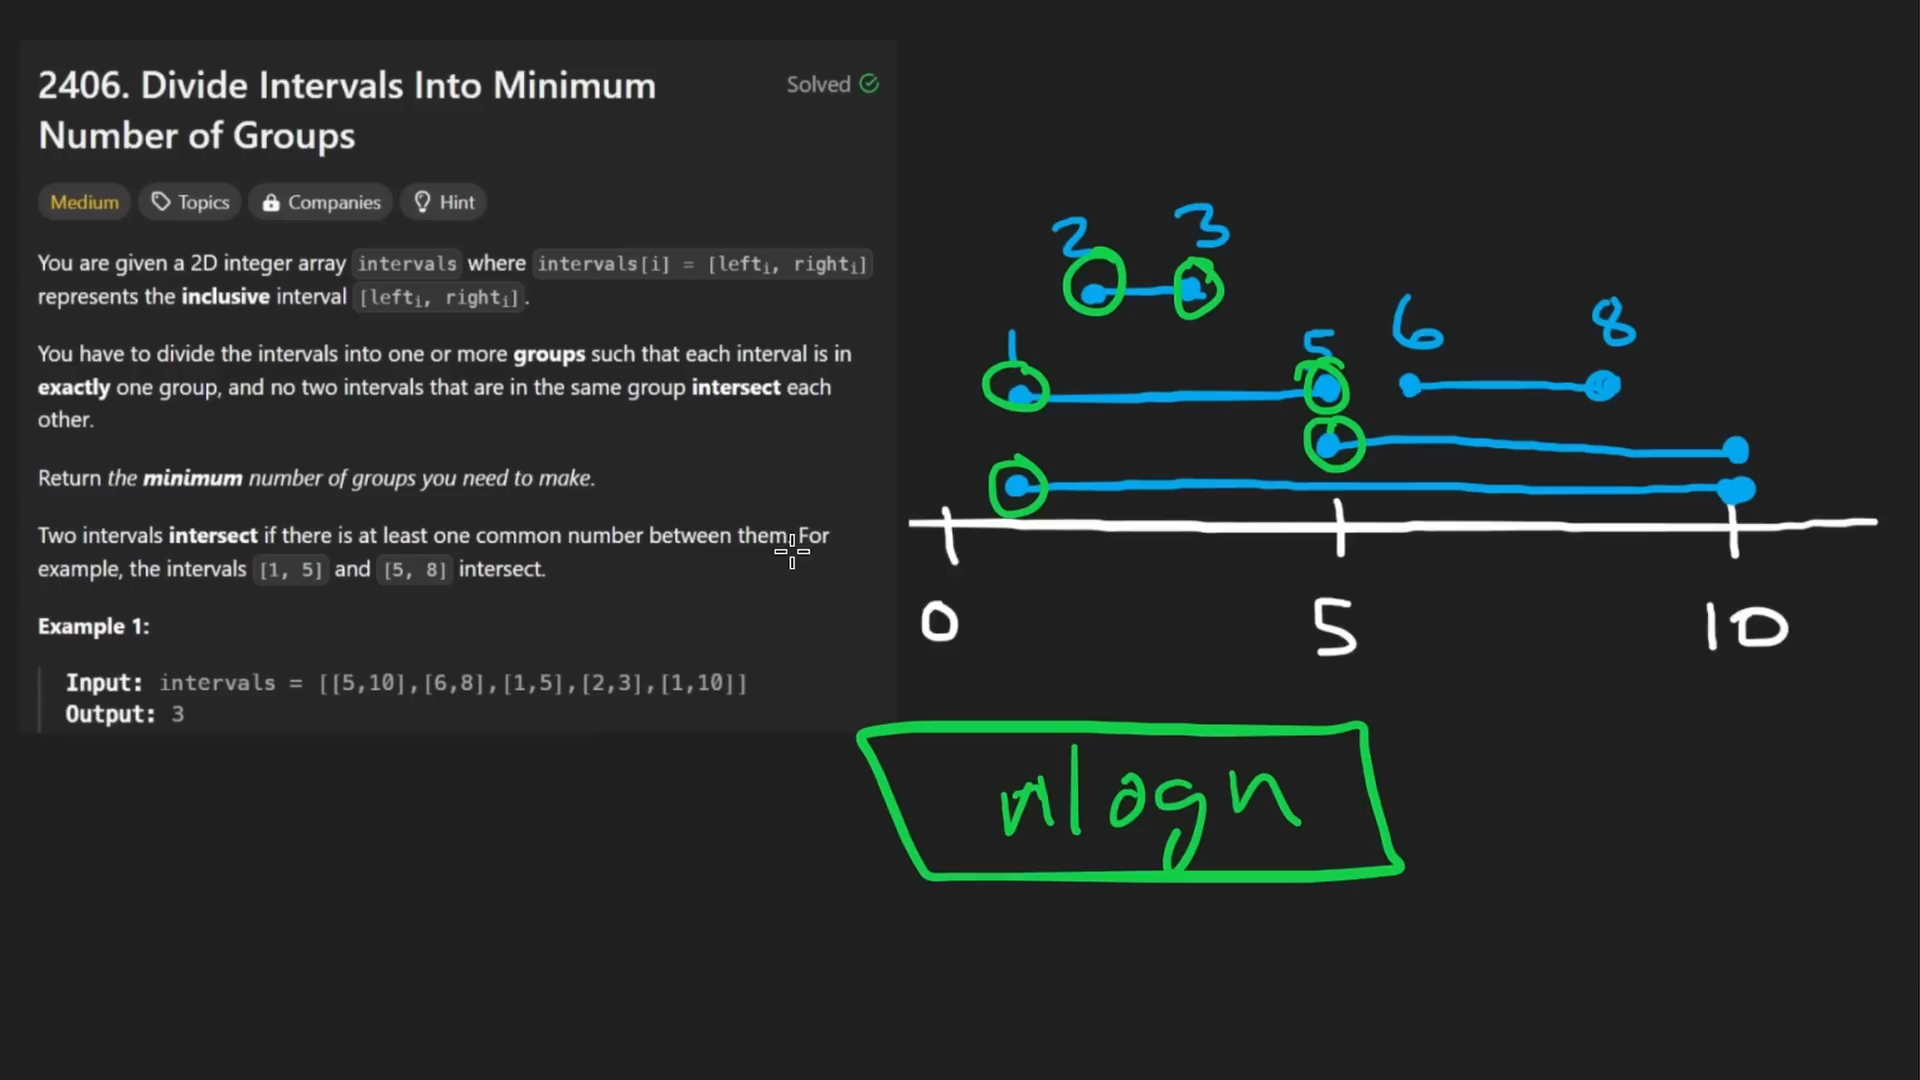 2406. Divide Intervals Into Minimum
Number of Groups
Solved
Medium
Topics
Companies
Hint
You are given a 2D integer array intervals where intervals[i] = [leftᵢ, rightᵢ]
represents the inclusive interval [leftᵢ, rightᵢ].
You have to divide the intervals into one or more groups such that each interval is in
exactly one group, and no two intervals that are in the same group intersect each
other.
Return the minimum number of groups you need to make.
Two intervals intersect if there is at least one common number between them. For
example, the intervals [1, 5] and [5, 8] intersect.
Example 1:
Input: intervals = [[5,10],[6,8],[1,5],[2,3],[1,10]]
Output: 3
2 3
1 5 6 8
0 5 10
nlogn